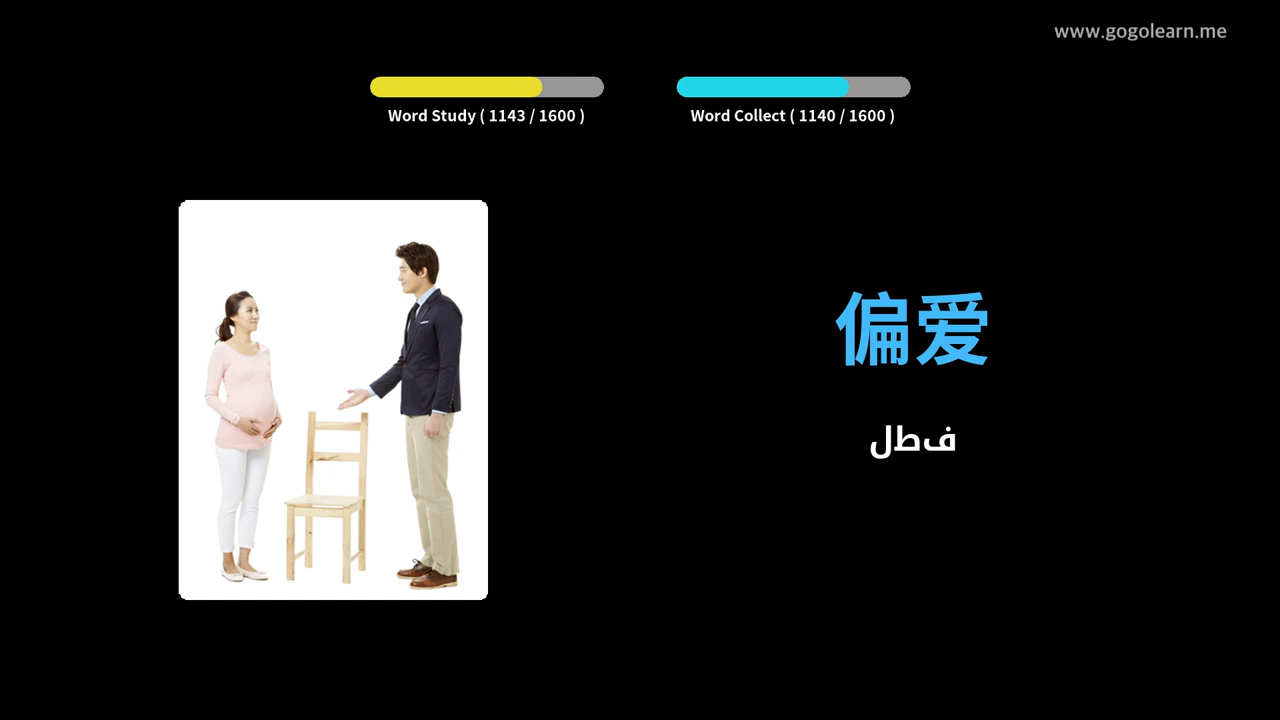 www.gogolearn.me
Word Study ( 1143 / 1600 )
Word Collect ( 1140 / 1600 )
偏爱
فطل